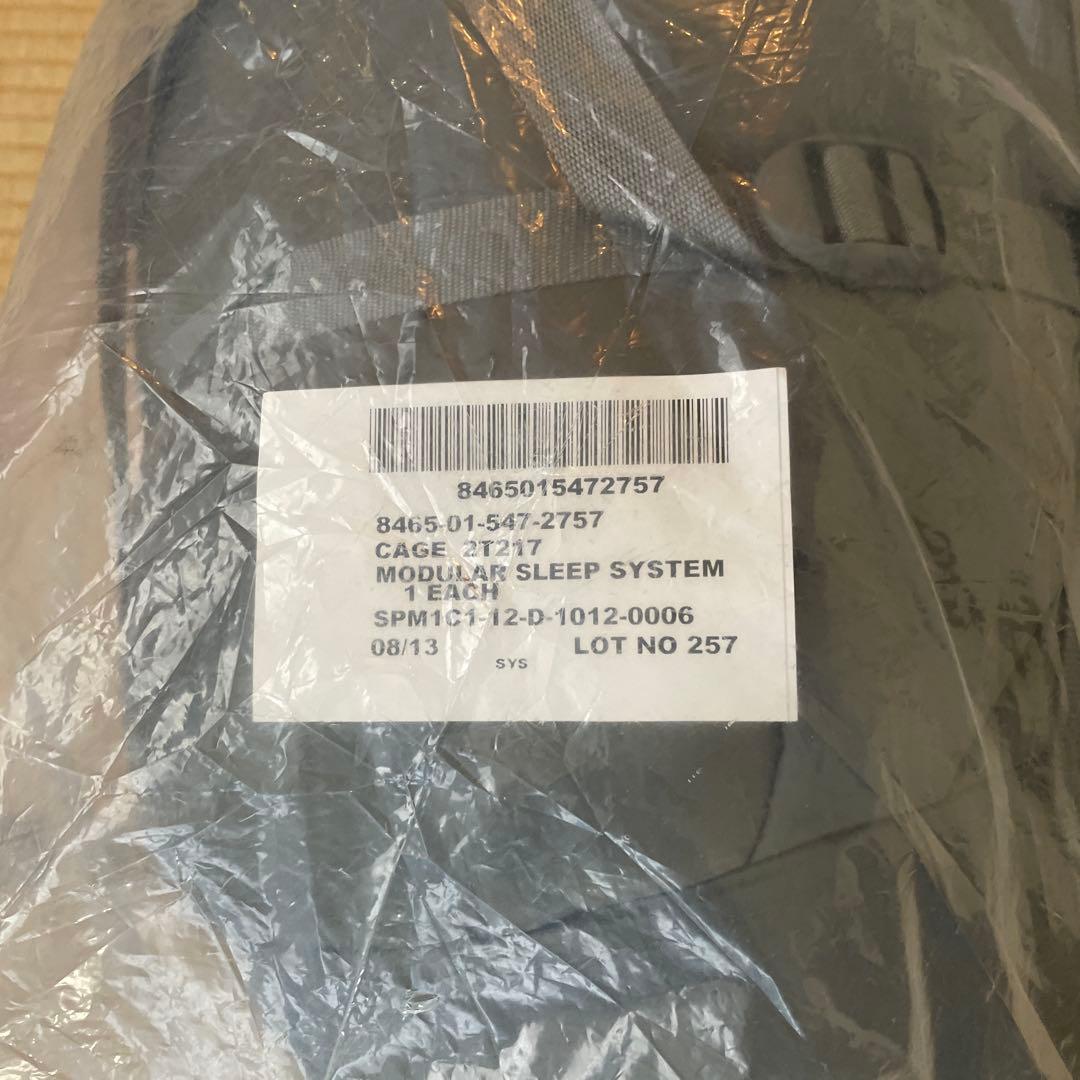 8465015472757
8465-01-547-2757
CAGE 2T217
MODULAR SLEEP SYSTEM
1 EACH
SPM1C1-12-D-1012-0006
08/13 LOT NO 257
SYS